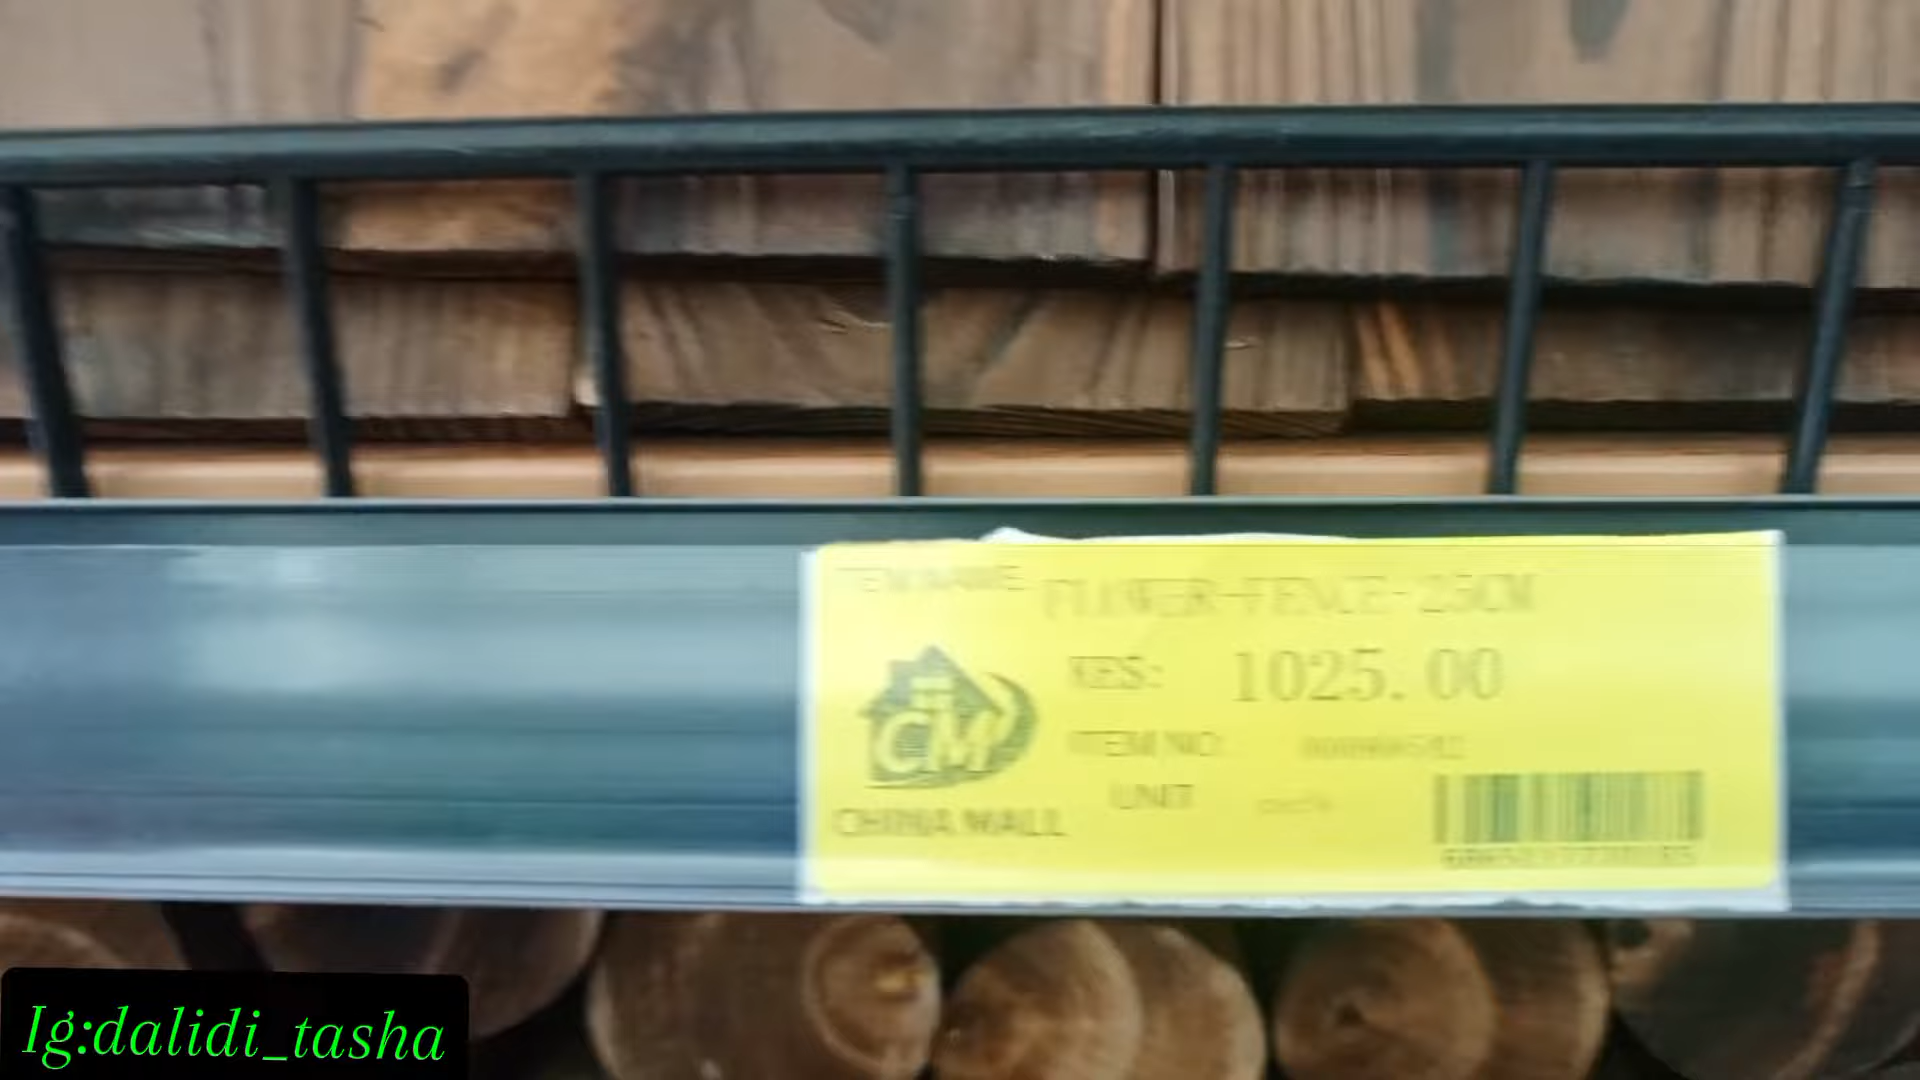 ITEM NAME FLOWER-FENCE-25CM
KES: 1025.00
CM
ITEM NO.
UNIT
CHINA MALL
Ig:dalidi_tasha